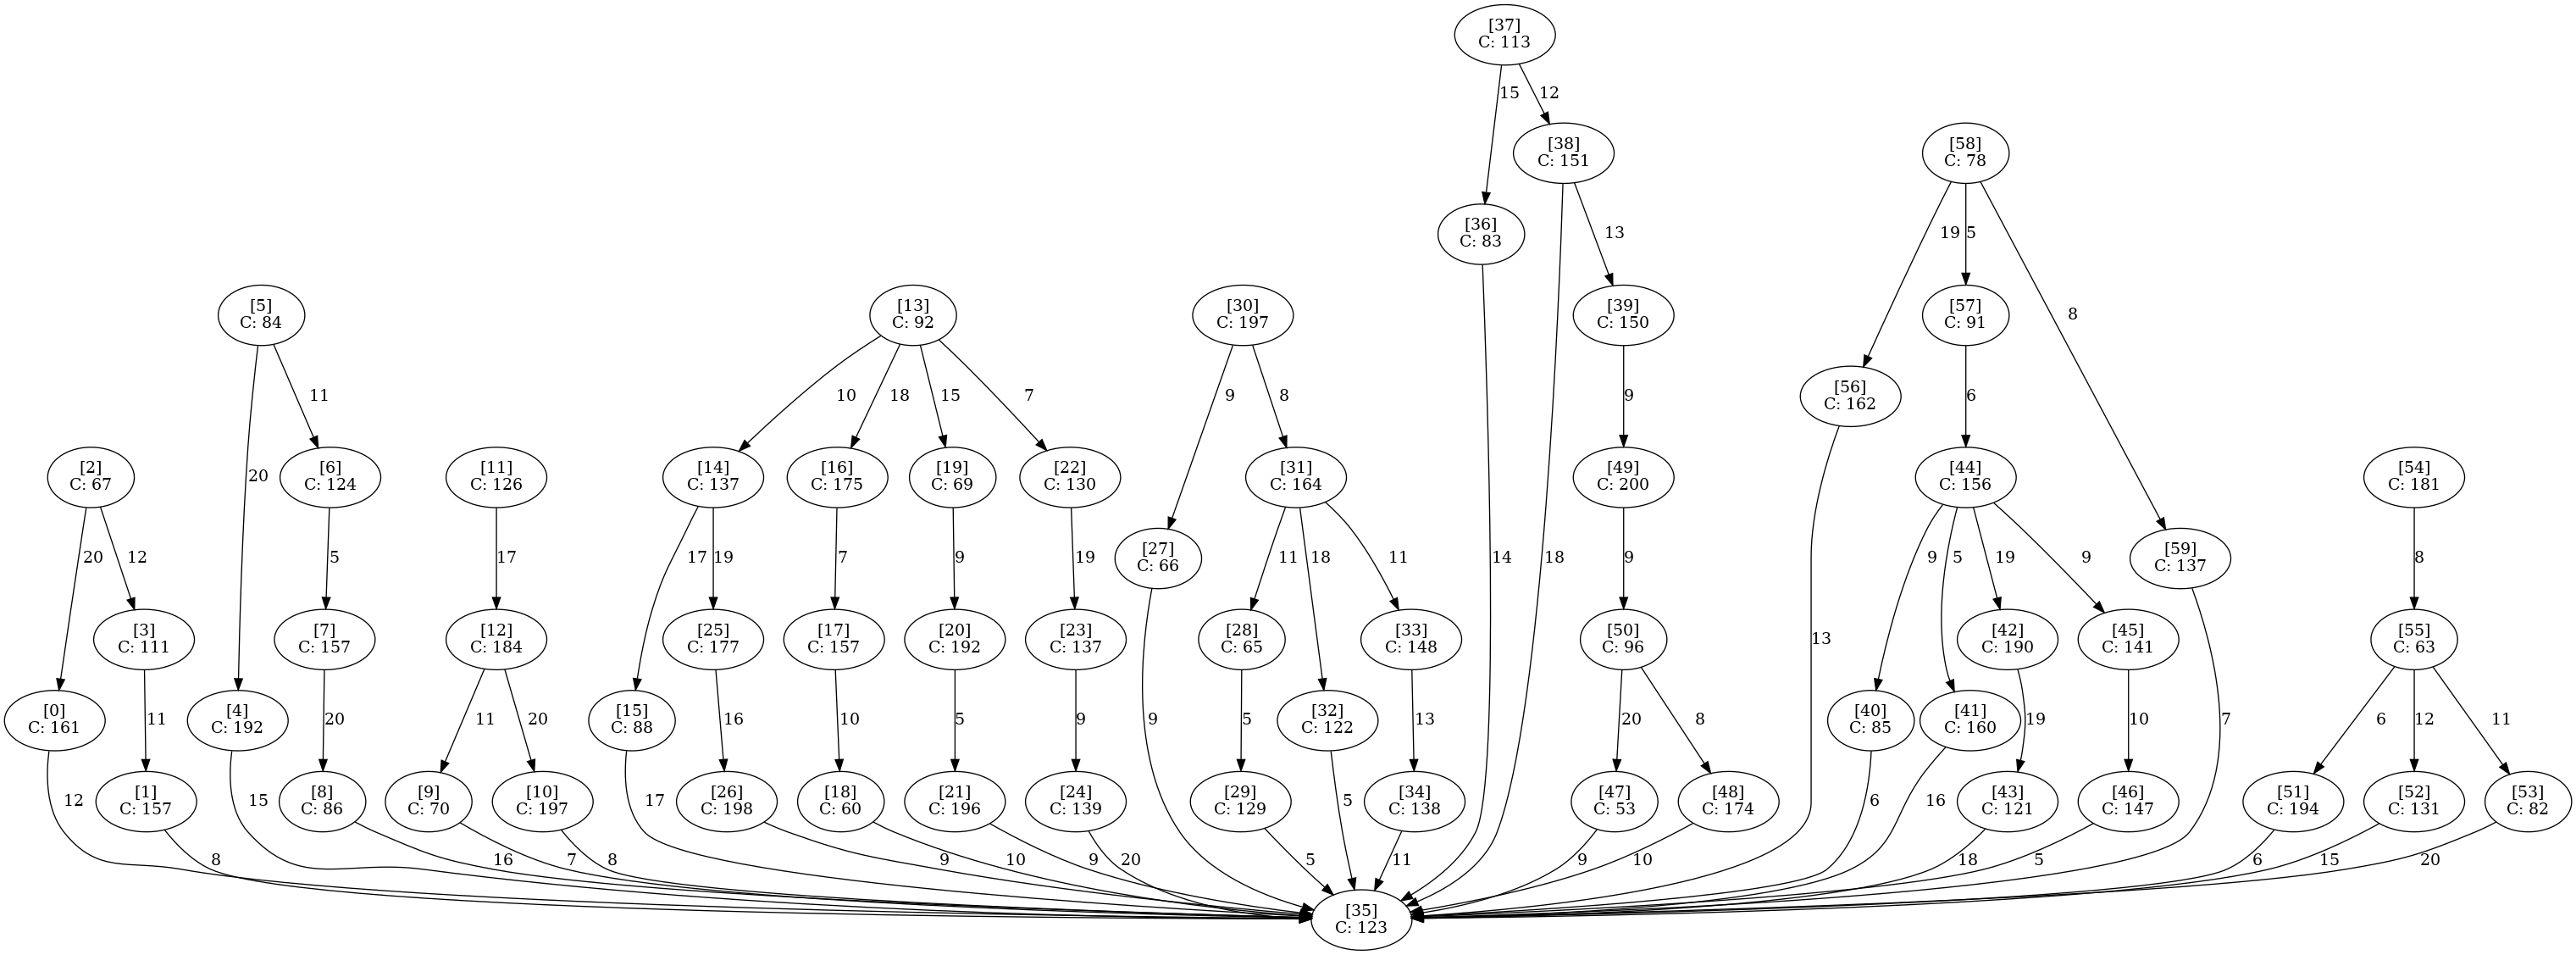 [37]
C: 113
15
12
[38]
C: 151
[58]
C: 78
[36]
C: 83
13
19
5
8
[5]
C: 84
[13]
C: 92
[30]
C: 197
[39]
C: 150
[57]
C: 91
20
11
10
18
15
7
9
8
9
[56]
C: 162
6
[2]
C: 67
[6]
C: 124
[11]
C: 126
[14]
C: 137
[16]
C: 175
[19]
C: 69
[22]
C: 130
[31]
C: 164
[49]
C: 200
[44]
C: 156
[54]
C: 181
20
12
5
17
17
19
7
9
19
[27]
C: 66
11
18
11
14
18
9
9
5
19
9
[59]
C: 137
8
[3]
C: 111
[7]
C: 157
[12]
C: 184
[25]
C: 177
[17]
C: 157
[20]
C: 192
[23]
C: 137
[28]
C: 65
[33]
C: 148
[50]
C: 96
13
[42]
C: 190
[45]
C: 141
[55]
C: 63
[0]
C: 161
11
[4]
C: 192
20
11
20
[15]
C: 88
16
10
5
9
9
5
[32]
C: 122
13
20
8
[40]
C: 85
[41]
C: 160
19
10
7
6
12
11
12
[1]
C: 157
15
[8]
C: 86
[9]
C: 70
[10]
C: 197
17
[26]
C: 198
[18]
C: 60
[21]
C: 196
[24]
C: 139
[29]
C: 129
5
[34]
C: 138
[47]
C: 53
[48]
C: 174
6
16
[43]
C: 121
[46]
C: 147
[51]
C: 194
[52]
C: 131
[53]
C: 82
8
16
7
8
9
10
9
20
5
11
9
10
18
5
6
15
20
[35]
C: 123